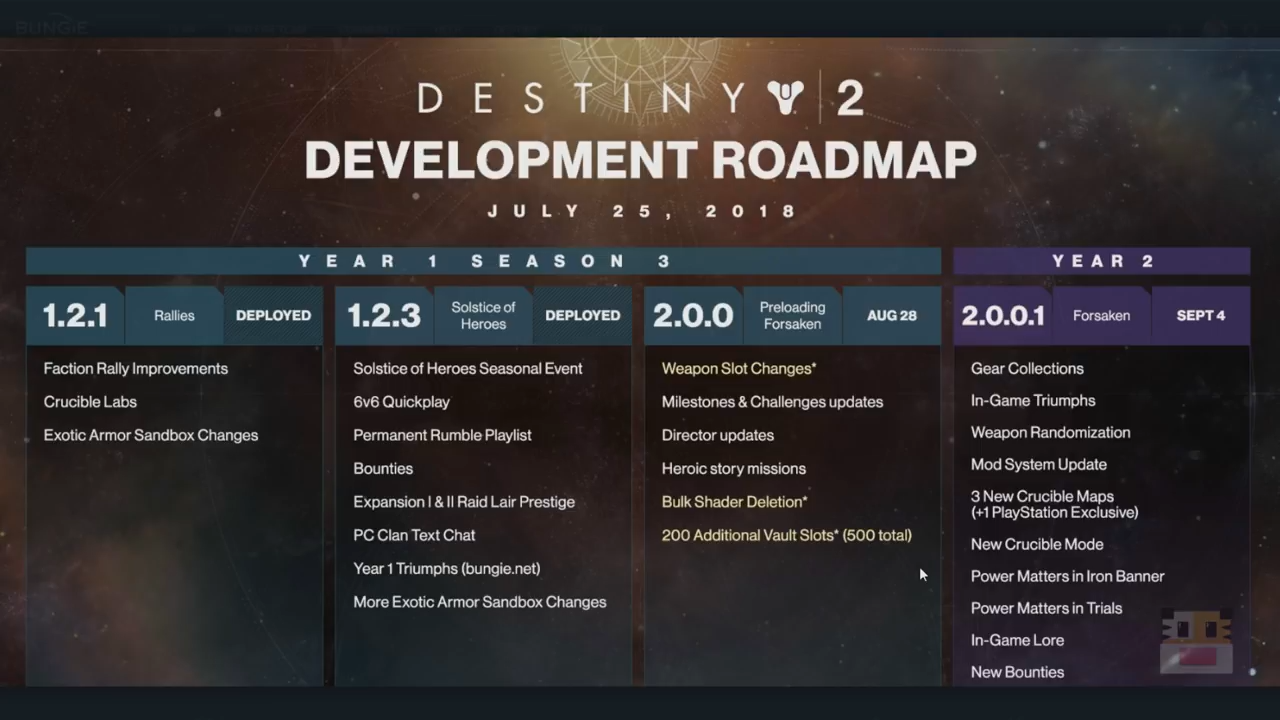 BUNGIE
DESTINY 2
DEVELOPMENT ROADMAP
JULY 25, 2018
YEAR 1 SEASON 3
1.2.1
Rallies
DEPLOYED
Faction Rally Improvements
Crucible Labs
Exotic Armor Sandbox Changes
1.2.3
Solstice of
Heroes
DEPLOYED
Solstice of Heroes Seasonal Event
6v6 Quickplay
Permanent Rumble Playlist
Bounties
Expansion I & II Raid Lair Prestige
PC Clan Text Chat
Year 1 Triumphs (bungie.net)
More Exotic Armor Sandbox Changes
2.0.0
Preloading
Forsaken
AUG 28
Weapon Slot Changes*
Milestones & Challenges updates
Director updates
Heroic story missions
Bulk Shader Deletion*
200 Additional Vault Slots* (500 total)
YEAR 2
2.0.0.1
Forsaken
SEPT 4
Gear Collections
In-Game Triumphs
Weapon Randomization
Mod System Update
3 New Crucible Maps
(+1 PlayStation Exclusive)
New Crucible Mode
Power Matters in Iron Banner
Power Matters in Trials
In-Game Lore
New Bounties